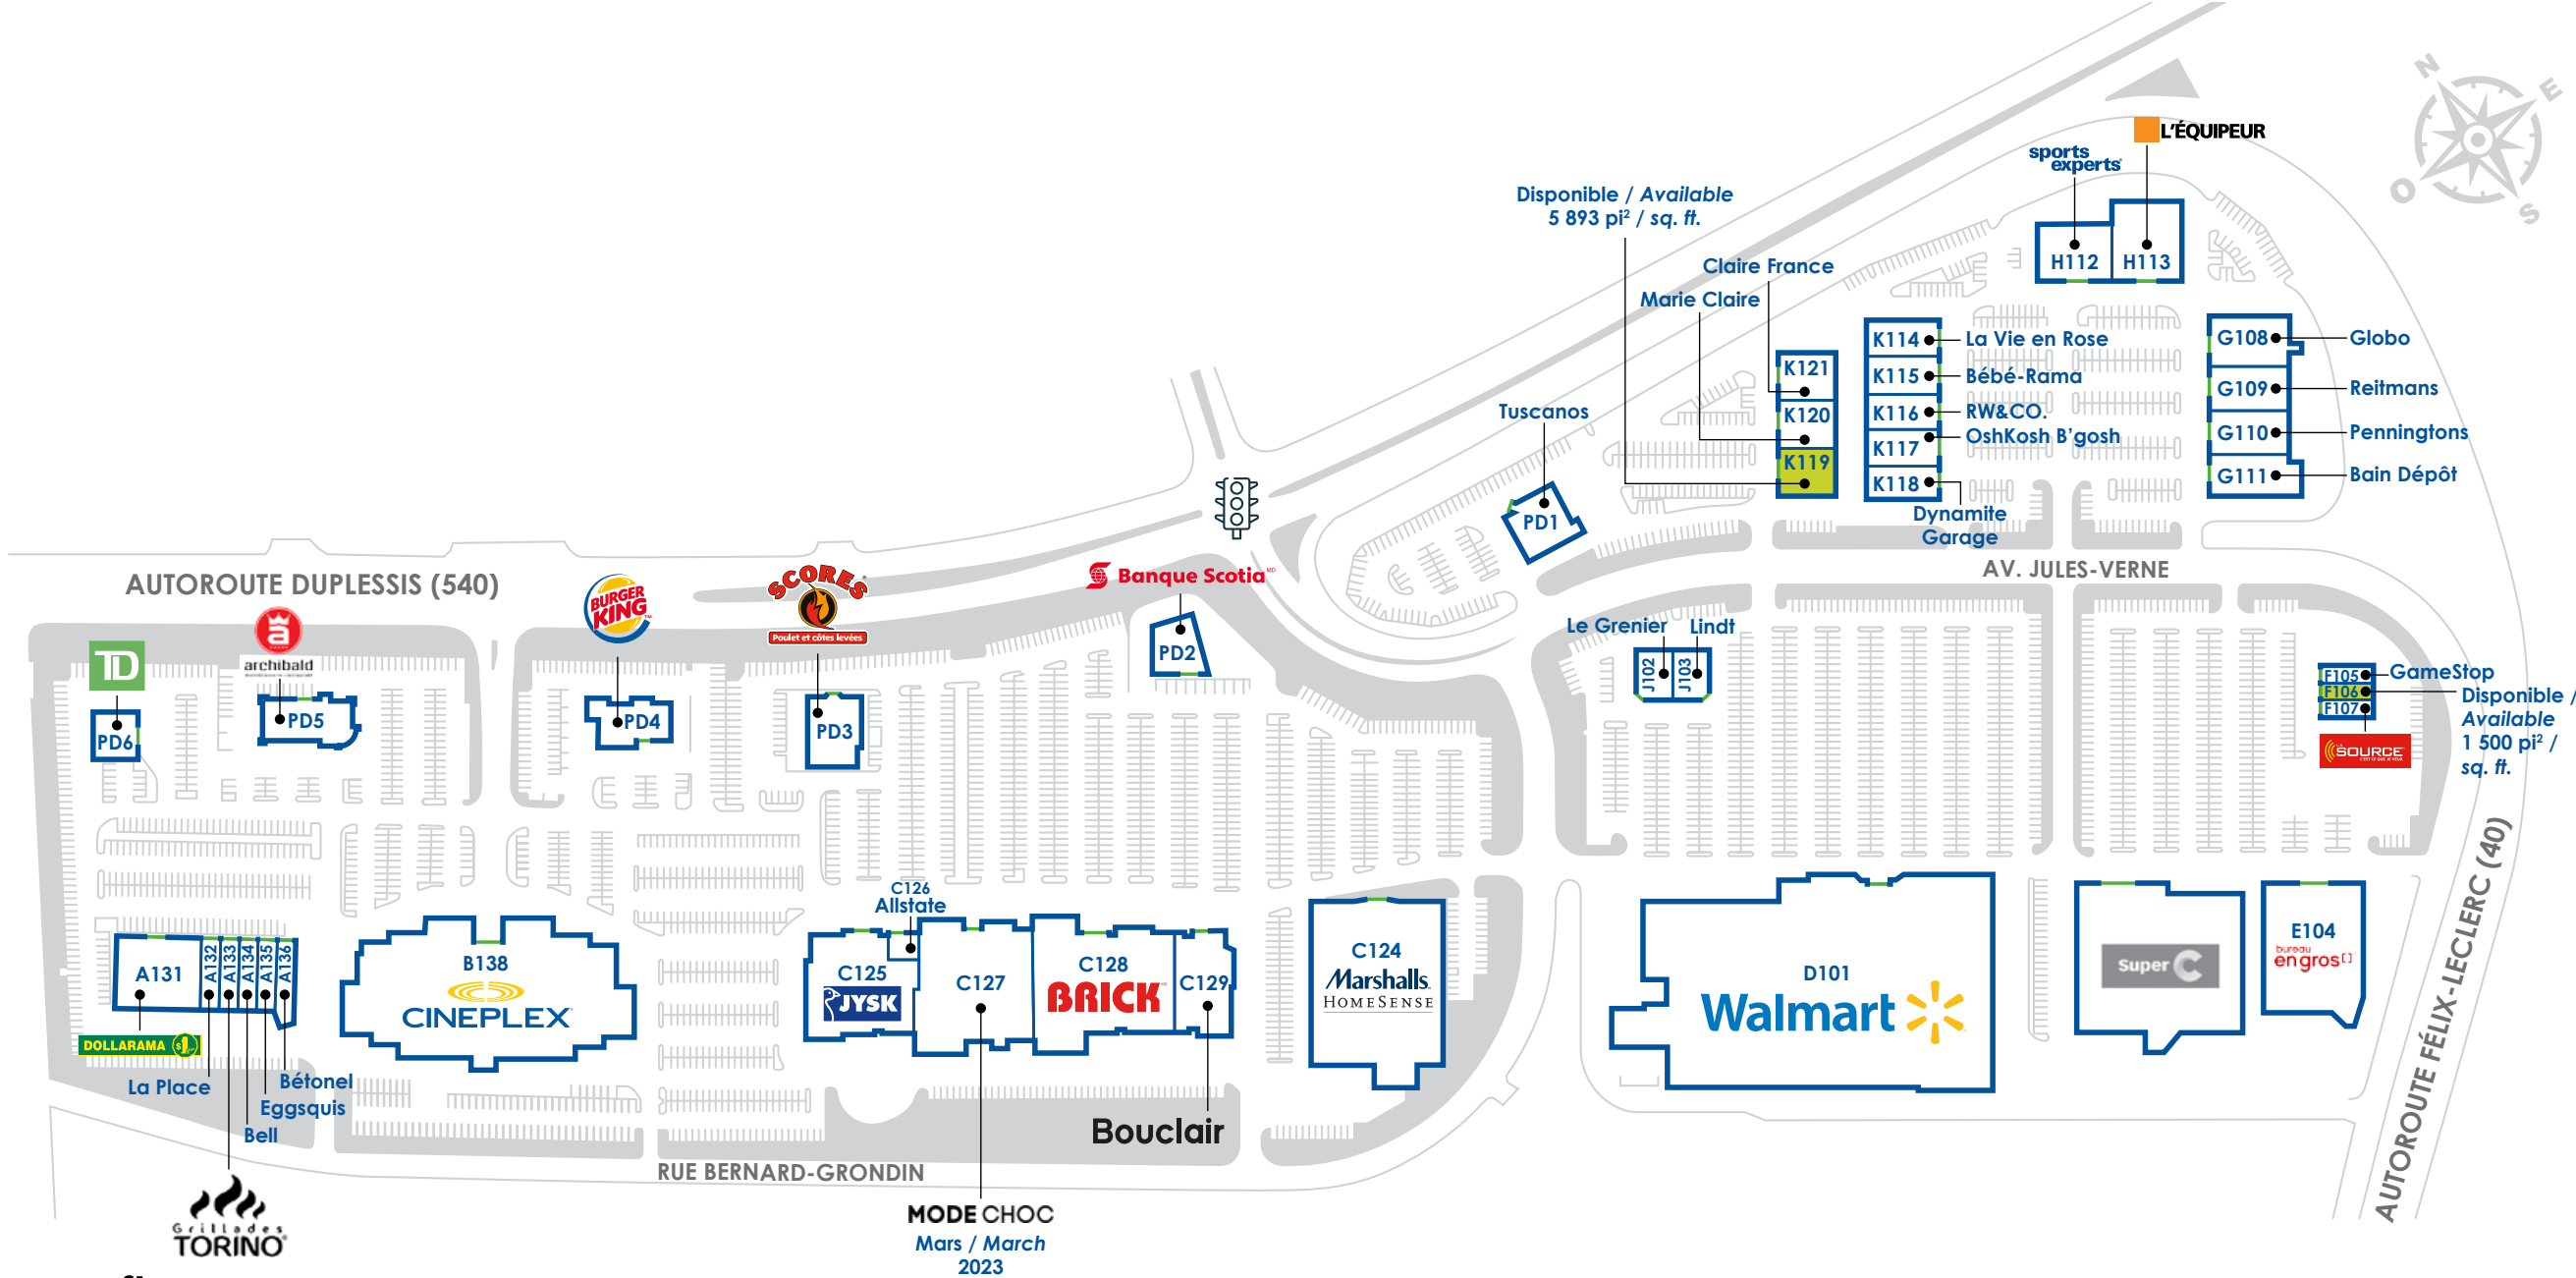 N
E
O
S
L'ÉQUIPEUR
sports
experts
H112
H113
Disponible / Available
5 893 pi² / sq. ft.
Claire France
Marie Claire
K121
K120
K119
K114
La Vie en Rose
K115
Bébé-Rama
K116
RW&CO.
K117
OshKosh B'gosh
K118
Dynamite
Garage
G108
Globo
G109
Reitmans
G110
Penningtons
G111
Bain Dépôt
Tuscanos
PD1
AV. JULES-VERNE
AUTOROUTE DUPLESSIS (540)
TD
PD6
archibald
PD5
BURGER
KING™
PD4
SCORES
Poulet et côtes levées
PD3
Banque Scotia MD
PD2
Le Grenier
Lindt
J102
J103
F105
GameStop
F106
Disponible /
Available
1 500 pi² /
sq. ft.
F107
SOURCE
AUTOROUTE FÉLIX-LECLERC (40)
A131
A132
A133
A134
A135
A136
DOLLARAMA $1
La Place
Bétonel
Eggsquis
Bell
Grillades
TORINO
B138
CINEPLEX
C126
Allstate
C125
JYSK
C127
C128
BRICK
C129
C124
Marshalls
HOMESENSE
D101
Walmart
Super C
E104
bureau
engros
Bouclair
RUE BERNARD-GRONDIN
MODE CHOC
Mars / March
2023